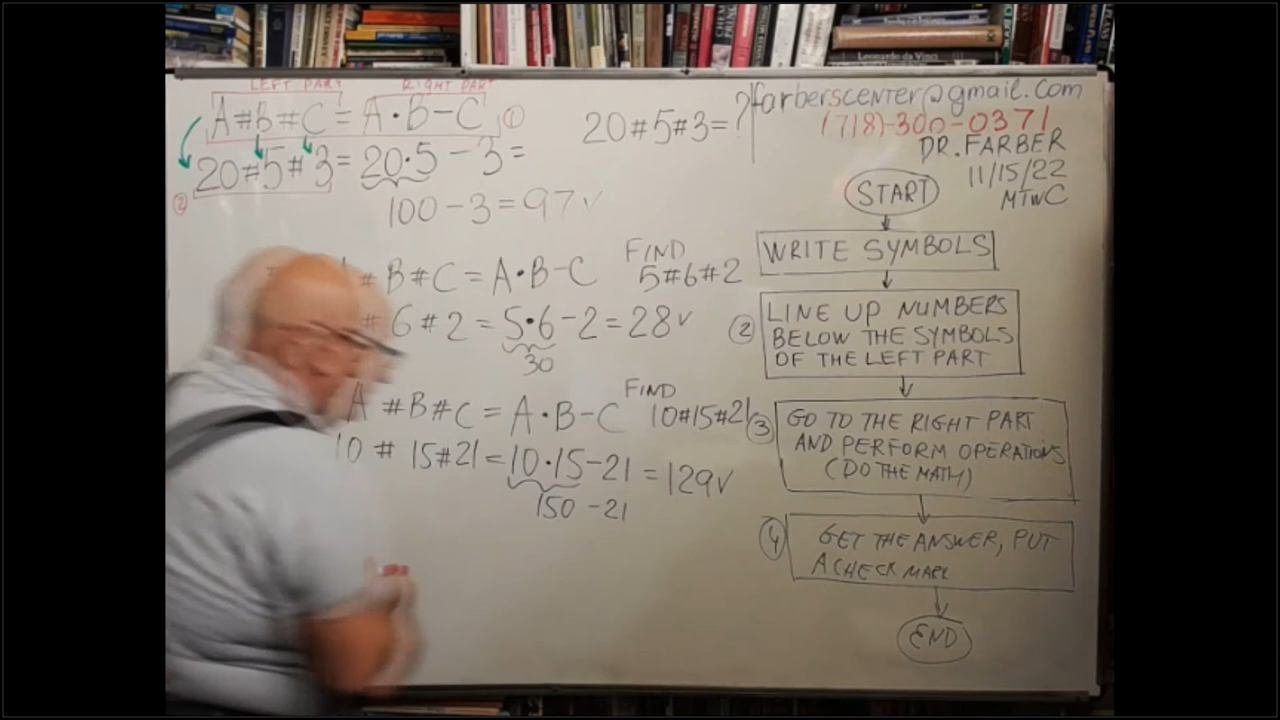 LEFT PART RIGHT PART
A#B#C = A•B-C ①
20#5#3= 20•5 - 3 =
②
100 - 3 = 97✓
20#5#3=?
farberscenter@gmail.com
(718)-300-0371
DR. FARBER
11/15/22
MTWC
#B#C = A•B-C
FIND
5#6#2
# 6 # 2 = 5•6-2=28✓
30
A #B#C = A•B-C
FIND
10#15#21
10 # 15#21=10•15-21 =129✓
150 -21
START
WRITE SYMBOLS
② LINE UP NUMBERS
BELOW THE SYMBOLS
OF THE LEFT PART
③ GO TO THE RIGHT PART
AND PERFORM OPERATIONS
(DO THE MATH)
④ GET THE ANSWER, PUT
A CHECK MARK
END
Leonardo da Vinci